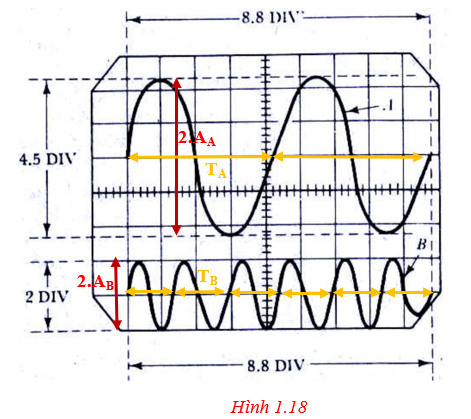 8.8 DIV
A
2.A_A
4.5 DIV
T_A
B
2.A_B
T_B
2 DIV
8.8 DIV
Hình 1.18